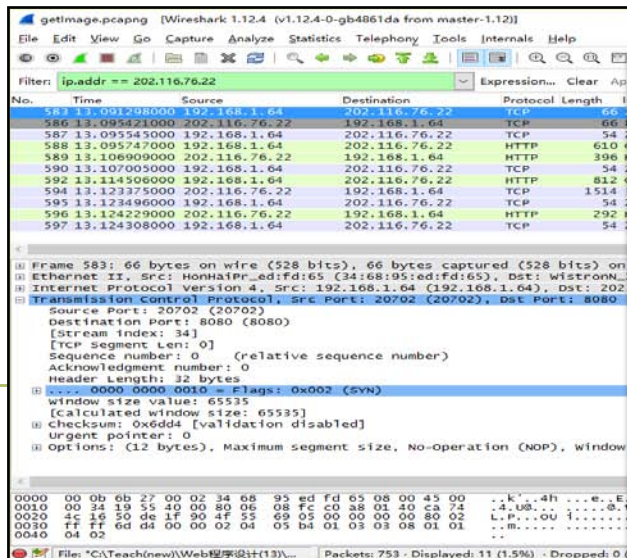 getImage.pcapng [Wireshark 1.12.4 (v1.12.4-0-gb4861da from master-1.12)]
File Edit View Go Capture Analyze Statistics Telephony Tools Internals Help
Filter: ip.addr == 202.116.76.22 Expression... Clear Ap
No. Time Source Destination Protocol Length I
583 13.091298000 192.168.1.64 202.116.76.22 TCP 66
586 13.095421000 202.116.76.22 192.168.1.64 TCP 66
587 13.095545000 192.168.1.64 202.116.76.22 TCP 54
588 13.095747000 192.168.1.64 202.116.76.22 HTTP 610
589 13.106909000 202.116.76.22 192.168.1.64 HTTP 396
590 13.107005000 192.168.1.64 202.116.76.22 TCP 54
592 13.114506000 192.168.1.64 202.116.76.22 HTTP 812
594 13.123375000 202.116.76.22 192.168.1.64 TCP 1514
595 13.123496000 192.168.1.64 202.116.76.22 TCP 54
596 13.124229000 202.116.76.22 192.168.1.64 HTTP 292
597 13.124308000 192.168.1.64 202.116.76.22 TCP 54
Frame 583: 66 bytes on wire (528 bits), 66 bytes captured (528 bits) on
Ethernet II, Src: HonHaiPr_ed:fd:65 (34:68:95:ed:fd:65), Dst: WistronN_
Internet Protocol Version 4, Src: 192.168.1.64 (192.168.1.64), Dst: 202
Transmission Control Protocol, Src Port: 20702 (20702), Dst Port: 8080
Source Port: 20702 (20702)
Destination Port: 8080 (8080)
[Stream index: 34]
[TCP Segment Len: 0]
Sequence number: 0 (relative sequence number)
Acknowledgment number: 0
Header Length: 32 bytes
.... 0000 0000 0010 = Flags: 0x002 (SYN)
Window size value: 65535
[Calculated window size: 65535]
Checksum: 0x6dd4 [validation disabled]
Urgent pointer: 0
Options: (12 bytes), Maximum segment size, No-Operation (NOP), Window
0000 00 0b 6b 27 00 02 34 68 95 ed fd 65 08 00 45 00 ..k'..4h ...e..E.
0010 00 34 19 55 40 00 80 06 08 fc c0 a8 01 40 ca 74 .4.U@... .....@.t
0020 4c 16 50 de 1f 90 4f 55 69 05 00 00 00 00 80 02 L.P...OU i.......
0030 ff ff 6d d4 00 00 02 04 05 b4 01 03 03 08 01 01 ..m..... ........
0040 04 02 ..
File: "C:\Teach(new)\Web程序设计(13)\... Packets: 753 · Displayed: 11 (1.5%) · Dropped: 0